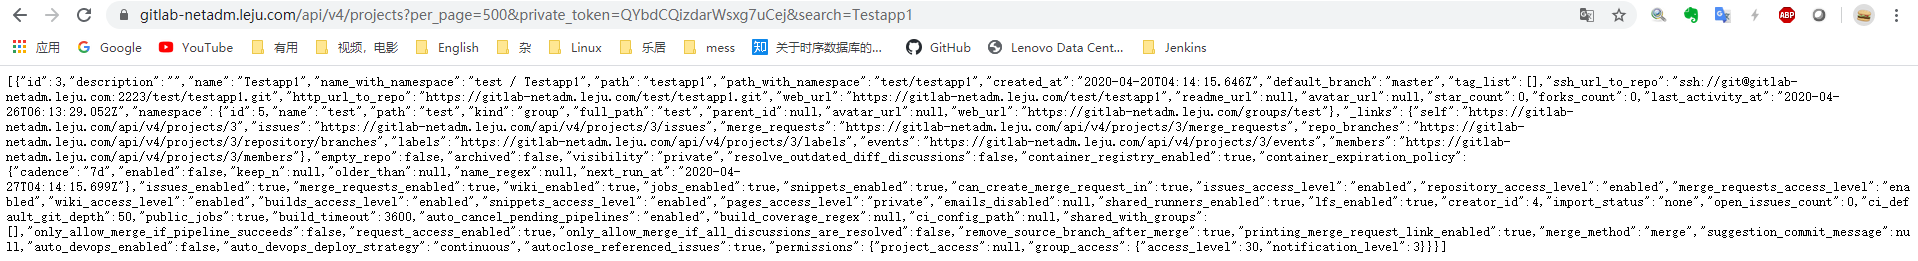 gitlab-netadm.leju.com/api/v4/projects?per_page=500&private_token=QYbdCQizdarWsxg7uCej&search=Testapp1
应用 Google YouTube 有用 视频，电影 English 杂 Linux 乐居 mess 知 关于时序数据库的... GitHub Lenovo Data Cent... Jenkins
[{"id":3,"description":"","name":"Testapp1","name_with_namespace":"test / Testapp1","path":"testapp1","path_with_namespace":"test/testapp1","created_at":"2020-04-20T04:14:15.646Z","default_branch":"master","tag_list":[],"ssh_url_to_repo":"ssh://git@gitlab-
netadm.leju.com:2223/test/testapp1.git","http_url_to_repo":"https://gitlab-netadm.leju.com/test/testapp1.git","web_url":"https://gitlab-netadm.leju.com/test/testapp1","readme_url":null,"avatar_url":null,"star_count":0,"forks_count":0,"last_activity_at":"2020-04-
26T06:13:29.052Z","namespace":{"id":5,"name":"test","path":"test","kind":"group","full_path":"test","parent_id":null,"avatar_url":null,"web_url":"https://gitlab-netadm.leju.com/groups/test"},"_links":{"self":"https://gitlab-
netadm.leju.com/api/v4/projects/3","issues":"https://gitlab-netadm.leju.com/api/v4/projects/3/issues","merge_requests":"https://gitlab-netadm.leju.com/api/v4/projects/3/merge_requests","repo_branches":"https://gitlab-
netadm.leju.com/api/v4/projects/3/repository/branches","labels":"https://gitlab-netadm.leju.com/api/v4/projects/3/labels","events":"https://gitlab-netadm.leju.com/api/v4/projects/3/events","members":"https://gitlab-
netadm.leju.com/api/v4/projects/3/members"},"empty_repo":false,"archived":false,"visibility":"private","resolve_outdated_diff_discussions":false,"container_registry_enabled":true,"container_expiration_policy":
{"cadence":"7d","enabled":false,"keep_n":null,"older_than":null,"name_regex":null,"next_run_at":"2020-04-
27T04:14:15.699Z"},"issues_enabled":true,"merge_requests_enabled":true,"wiki_enabled":true,"jobs_enabled":true,"snippets_enabled":true,"can_create_merge_request_in":true,"issues_access_level":"enabled","repository_access_level":"enabled","merge_requests_access_level":"ena
bled","wiki_access_level":"enabled","builds_access_level":"enabled","snippets_access_level":"enabled","pages_access_level":"private","emails_disabled":null,"shared_runners_enabled":true,"lfs_enabled":true,"creator_id":4,"import_status":"none","open_issues_count":0,"ci_def
ault_git_depth":50,"public_jobs":true,"build_timeout":3600,"auto_cancel_pending_pipelines":"enabled","build_coverage_regex":null,"ci_config_path":null,"shared_with_groups":
[],"only_allow_merge_if_pipeline_succeeds":false,"request_access_enabled":true,"only_allow_merge_if_all_discussions_are_resolved":false,"remove_source_branch_after_merge":true,"printing_merge_request_link_enabled":true,"merge_method":"merge","suggestion_commit_message":nu
ll,"auto_devops_enabled":false,"auto_devops_deploy_strategy":"continuous","autoclose_referenced_issues":true,"permissions":{"project_access":null,"group_access":{"access_level":30,"notification_level":3}}}]